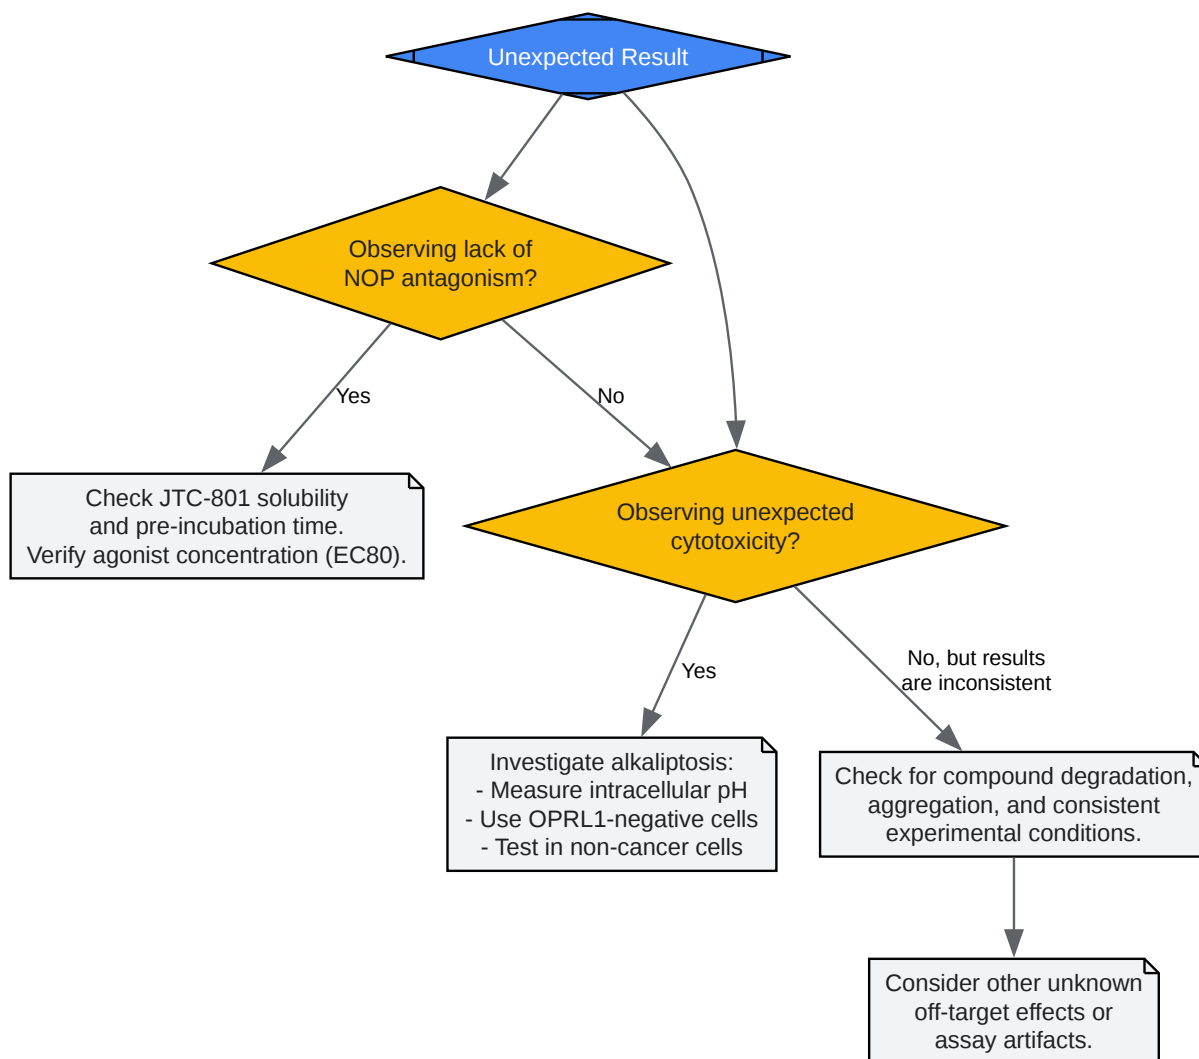 Unexpected Result
Observing lack of
NOP antagonism?
Yes
No
Check JTC-801 solubility
and pre-incubation time.
Verify agonist concentration (EC80).
Observing unexpected
cytotoxicity?
Yes
No, but results
are inconsistent
Investigate alkaliptosis:
- Measure intracellular pH
- Use OPRL1-negative cells
- Test in non-cancer cells
Check for compound degradation,
aggregation, and consistent
experimental conditions.
Consider other unknown
off-target effects or
assay artifacts.